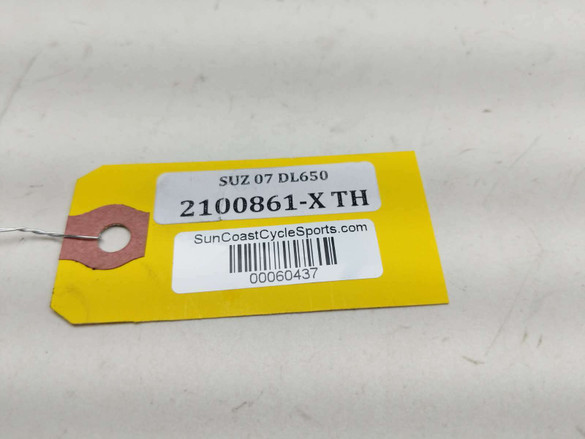 SUZ 07 DL650
2100861-X TH
SunCoastCycleSports.com
00060437